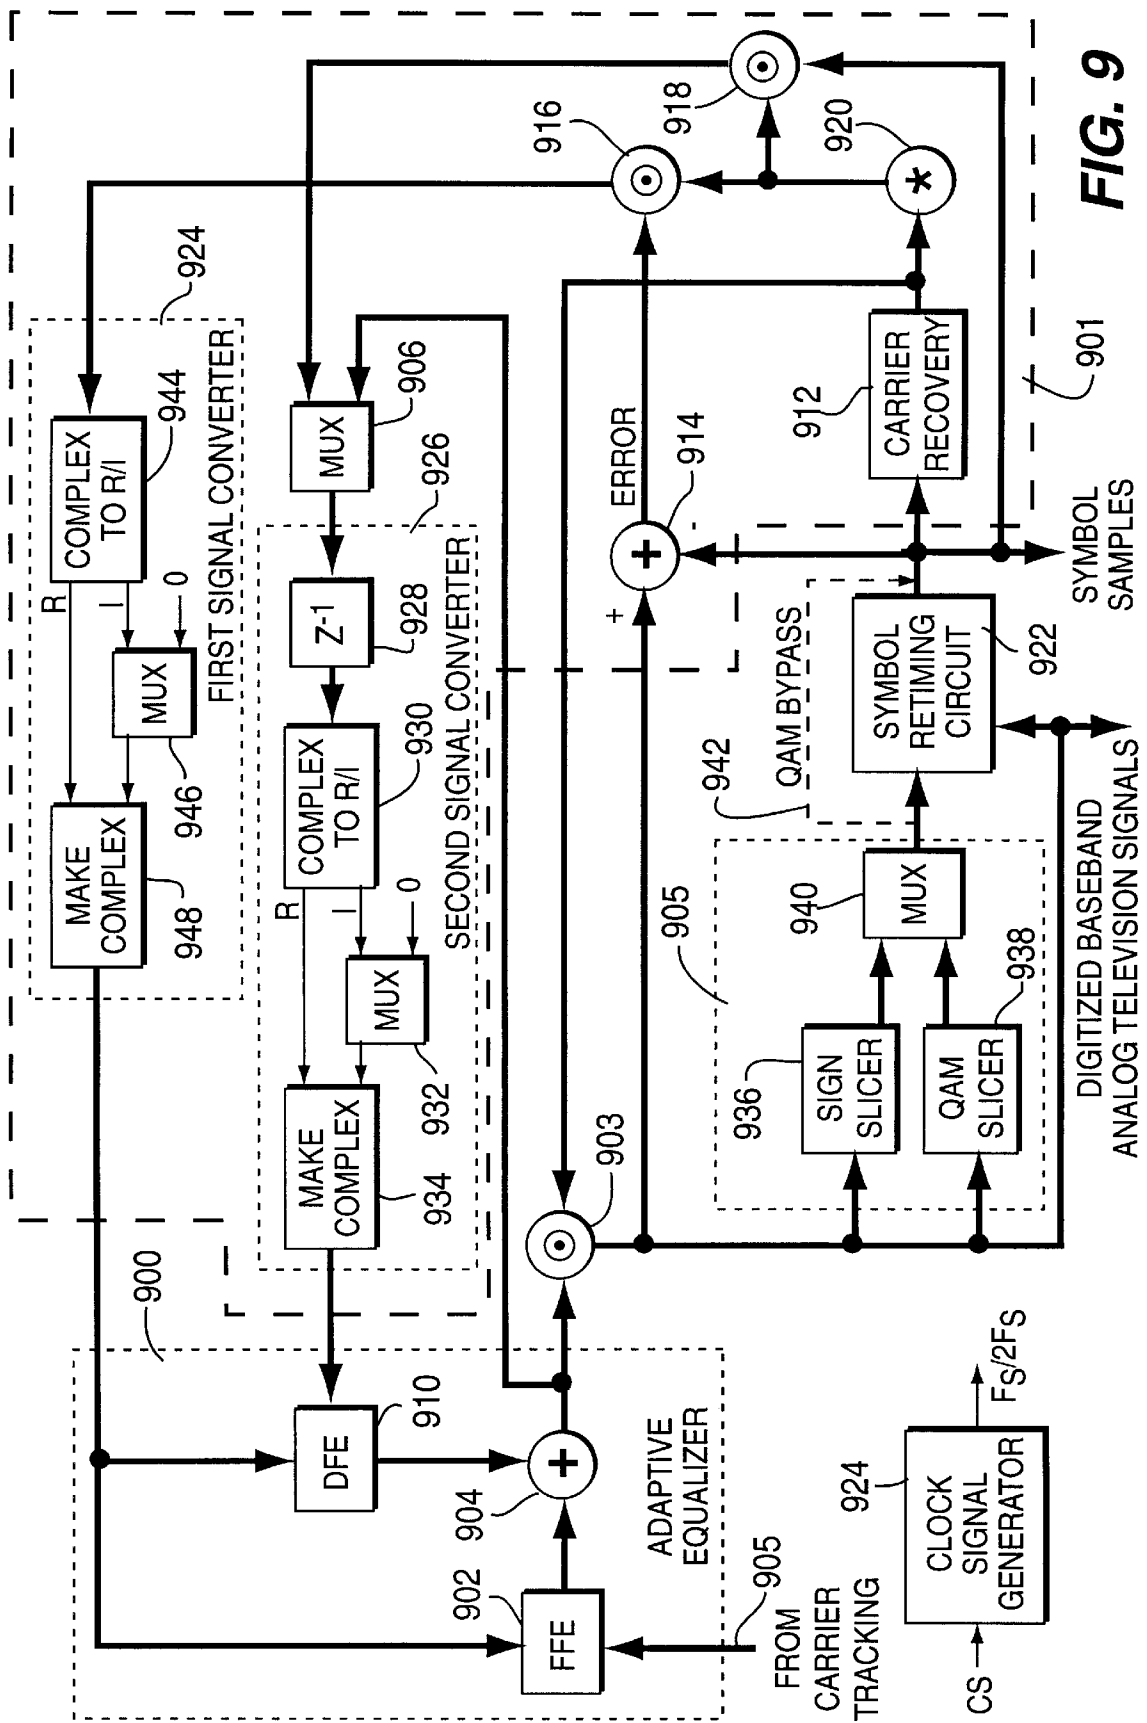 900
924
COMPLEX
TO R/I
944
R
I
0
MUX
946
MAKE
COMPLEX
948
FIRST SIGNAL CONVERTER
MUX
906
926
Z-1
928
COMPLEX
TO R/I
930
R
I
0
MUX
932
MAKE
COMPLEX
934
SECOND SIGNAL CONVERTER
DFE
910
+
904
FFE
902
ADAPTIVE
EQUALIZER
FROM
CARRIER
TRACKING
905
903
+
+
914
ERROR
916
918
*
920
CARRIER
RECOVERY
912
901
905
SIGN
SLICER
936
QAM
SLICER
938
MUX
940
QAM BYPASS
942
SYMBOL
RETIMING
CIRCUIT
922
SYMBOL
SAMPLES
DIGITIZED BASEBAND
ANALOG TELEVISION SIGNALS
CS
CLOCK
SIGNAL
GENERATOR
924
FS/2FS
FIG. 9